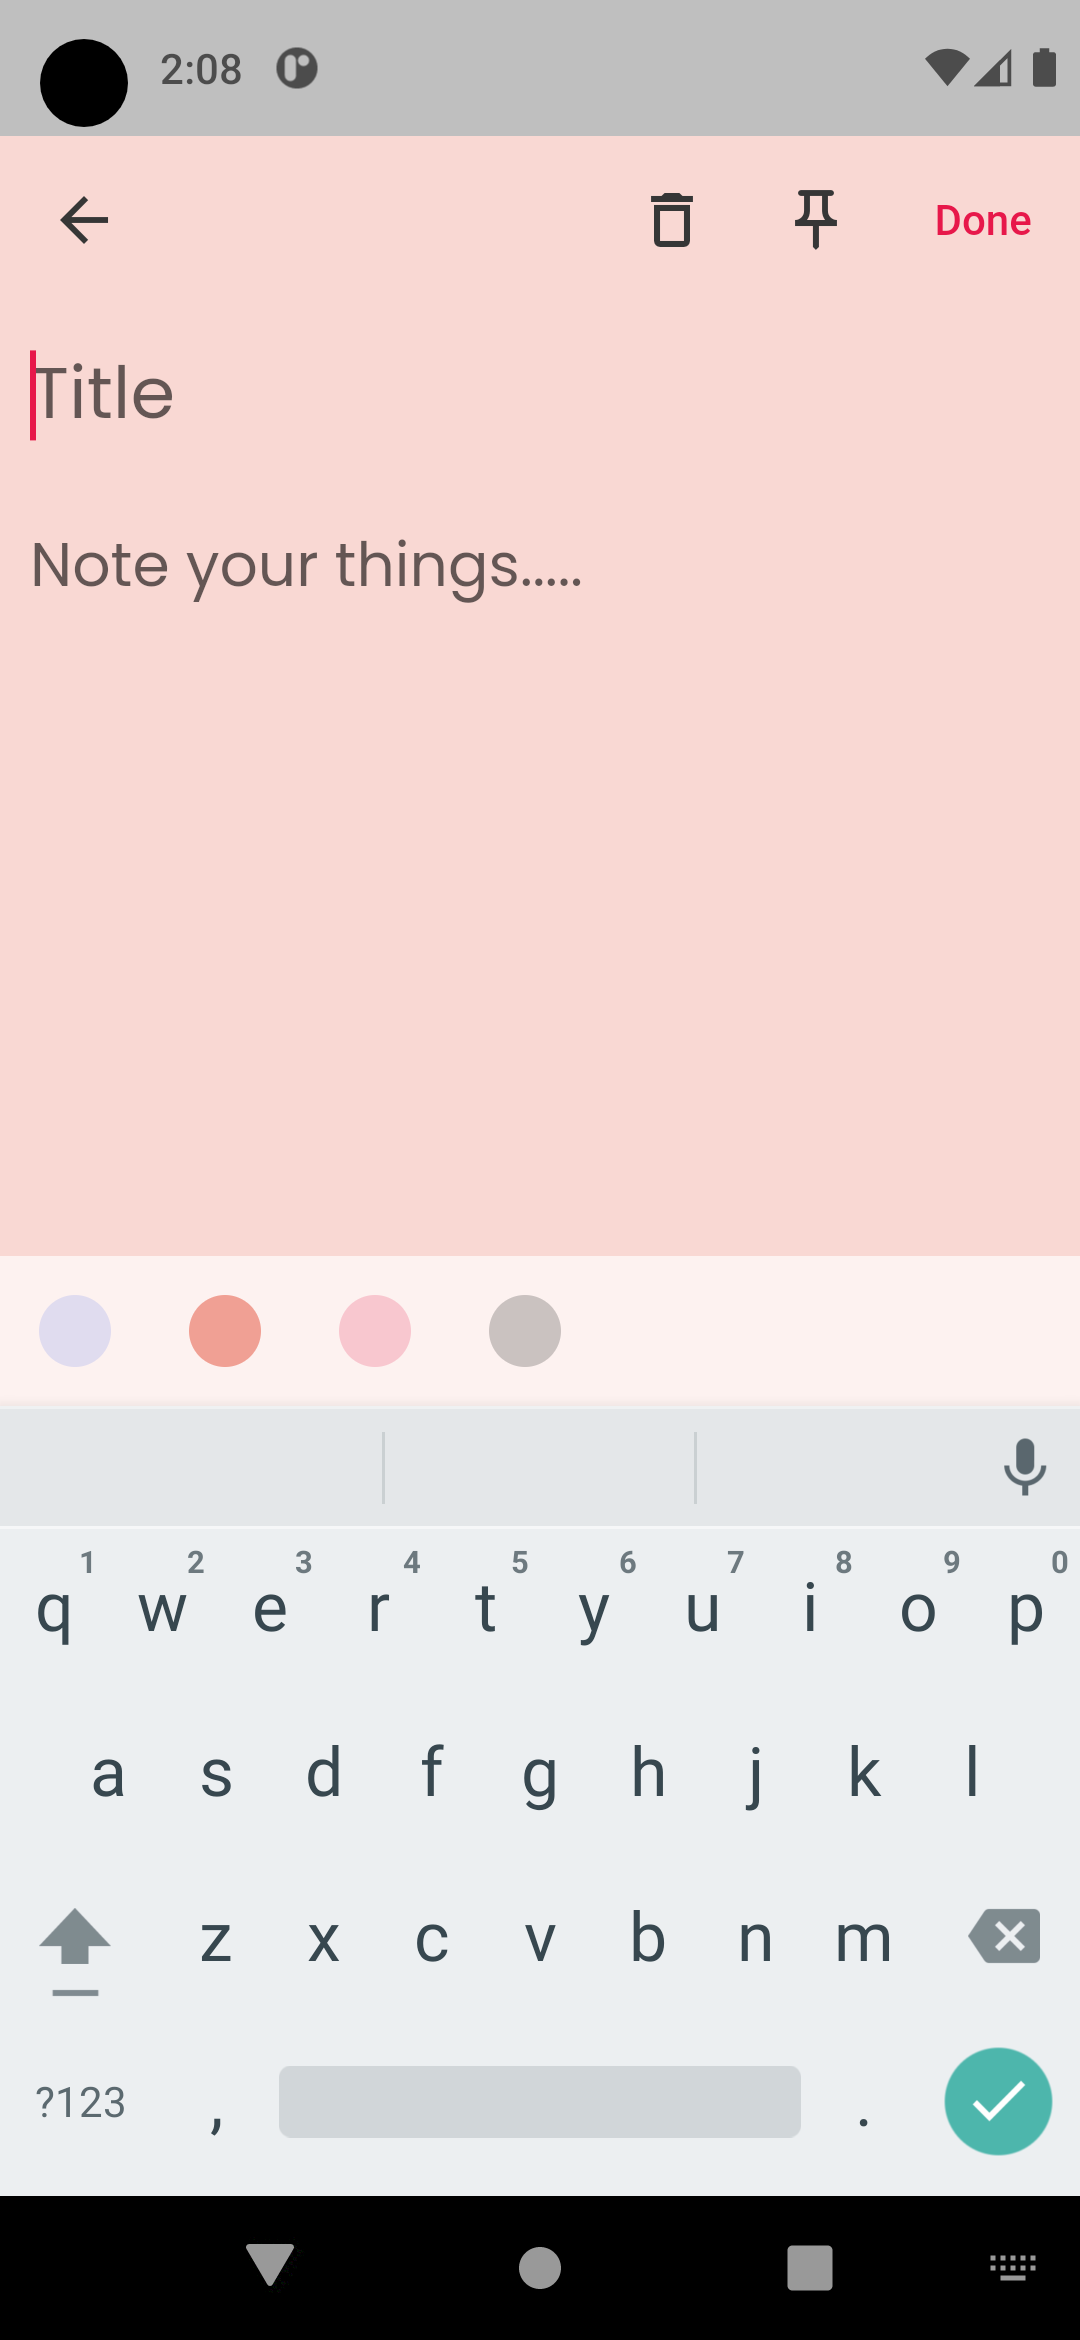 2:08
Done
Title
Note your things.....
1 2 3 4 5 6 7 8 9 0
q w e r t y u i o p
a s d f g h j k l
z x c v b n m
?123 , .